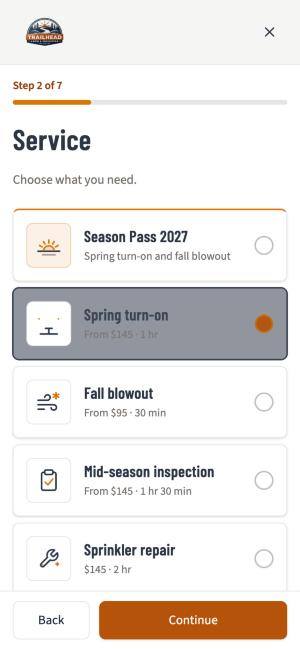 TRAILHEAD
Step 2 of 7
Service
Choose what you need.
Season Pass 2027
Spring turn-on and fall blowout
Spring turn-on
From $145 · 1 hr
Fall blowout
From $95 · 30 min
Mid-season inspection
From $145 · 1 hr 30 min
Sprinkler repair
$145 · 2 hr
Back
Continue